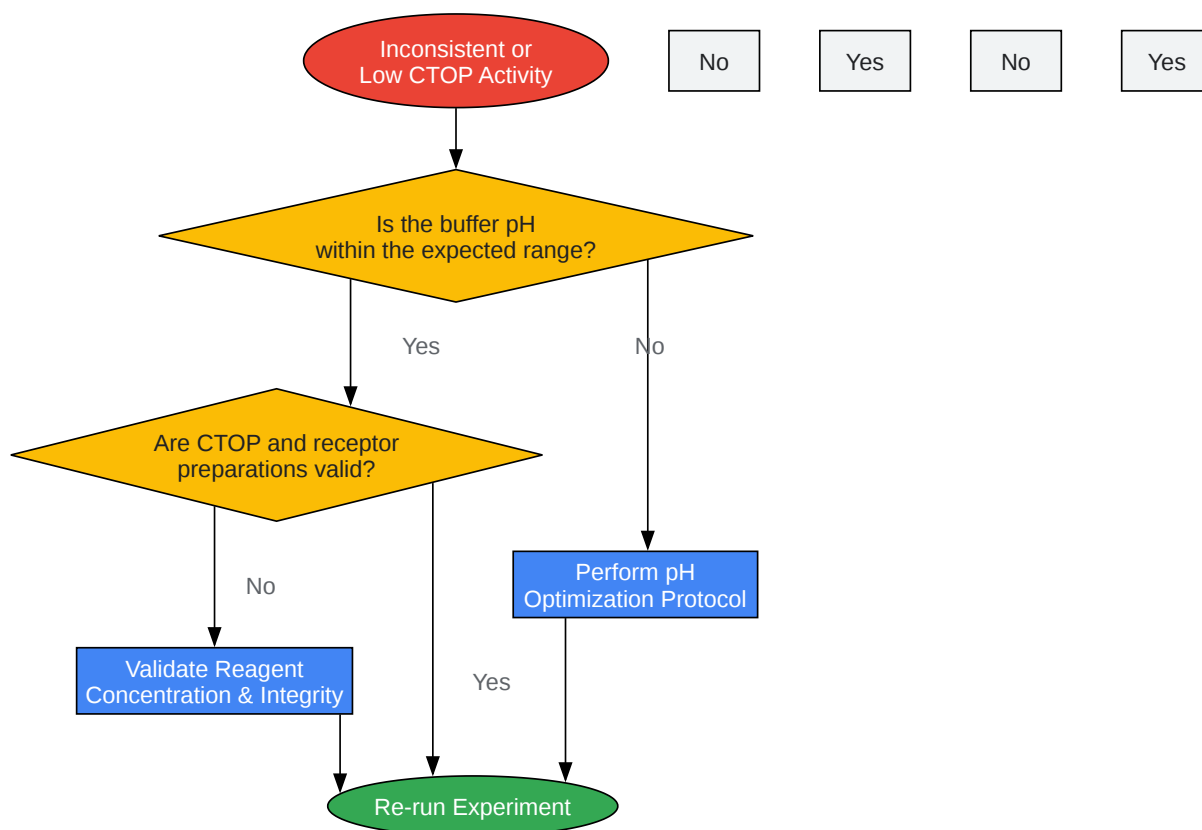 Inconsistent or
Low CTOP Activity
No
Yes
No
Yes
Is the buffer pH
within the expected range?
Yes
No
Are CTOP and receptor
preparations valid?
No
Perform pH
Optimization Protocol
Validate Reagent
Concentration & Integrity
Yes
Re-run Experiment